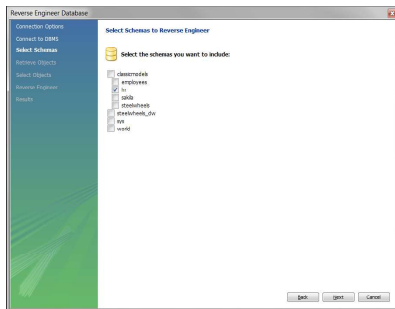 Reverse Engineer Database
Connection Options
Connect to DBMS
Select Schemas
Retrieve Objects
Select Objects
Reverse Engineer
Results
Select Schemas to Reverse Engineer
Select the schemas you want to include:
classicmodels
employees
hr
sakila
steelwheels
steelwheels_dw
sys
world
Back
Next
Cancel